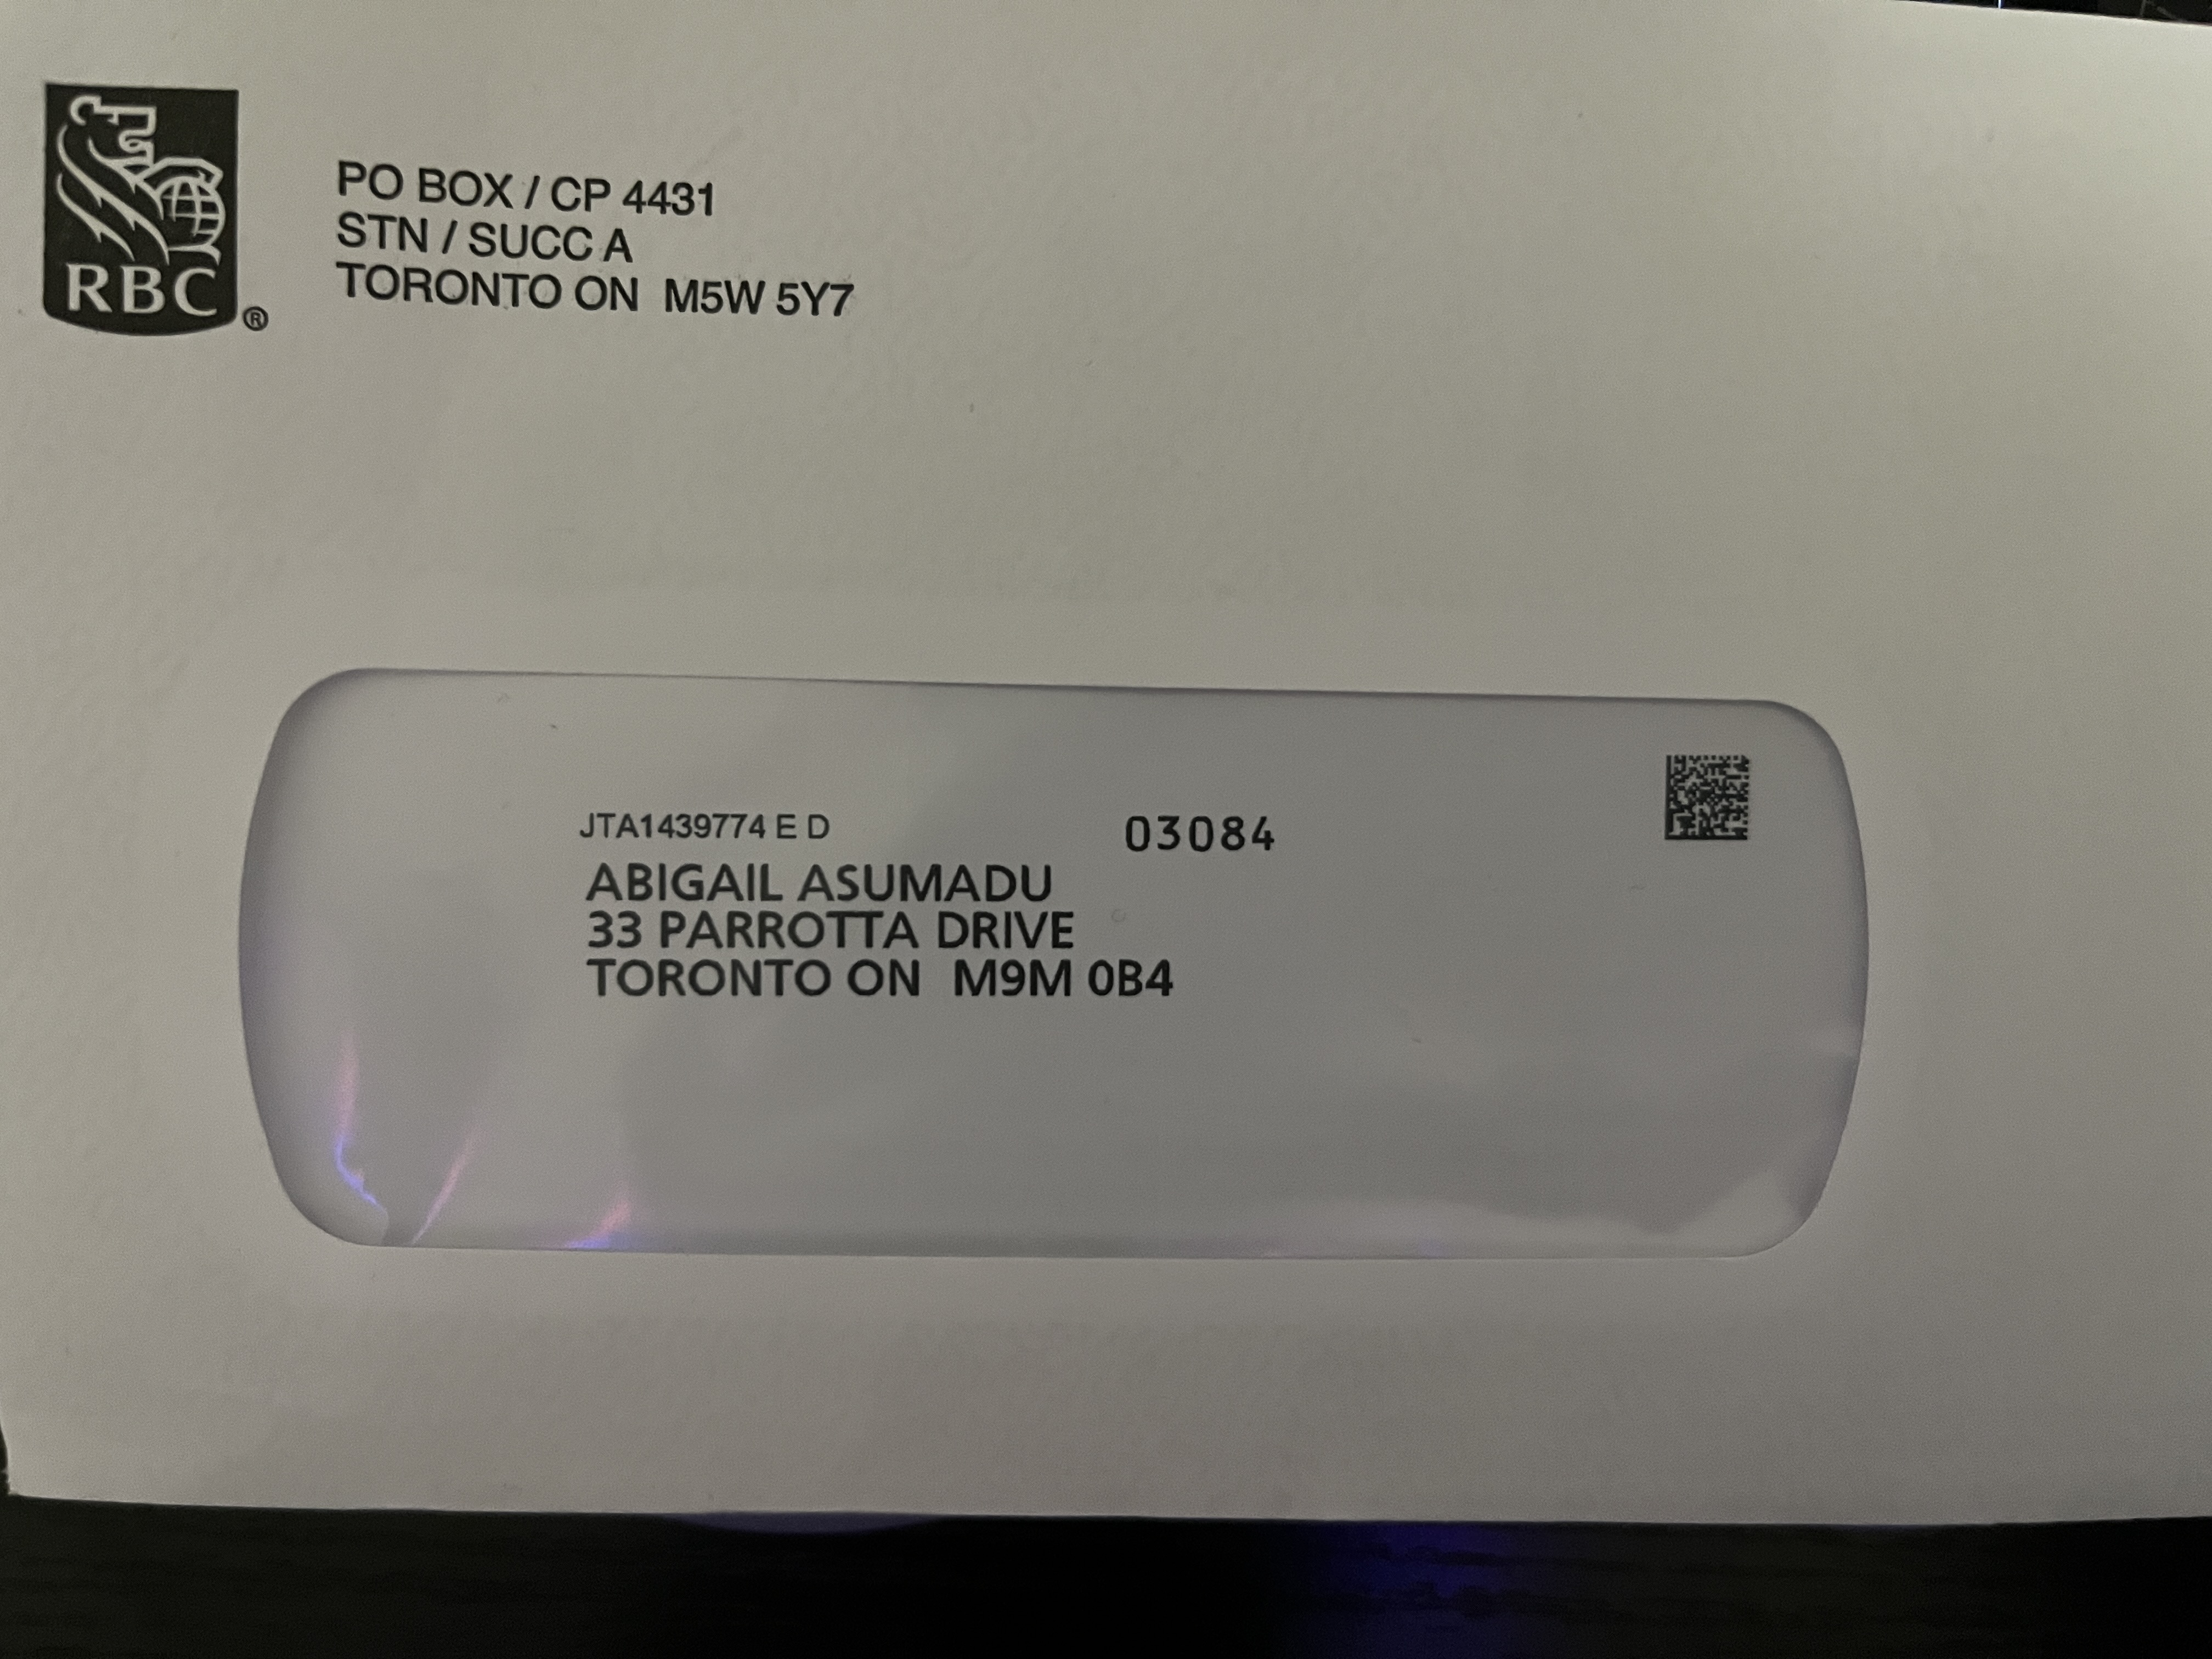 RBC®
PO BOX / CP 4431
STN / SUCC A
TORONTO ON  M5W 5Y7
JTA1439774 E D 03084
ABIGAIL ASUMADU
33 PARROTTA DRIVE
TORONTO ON  M9M 0B4